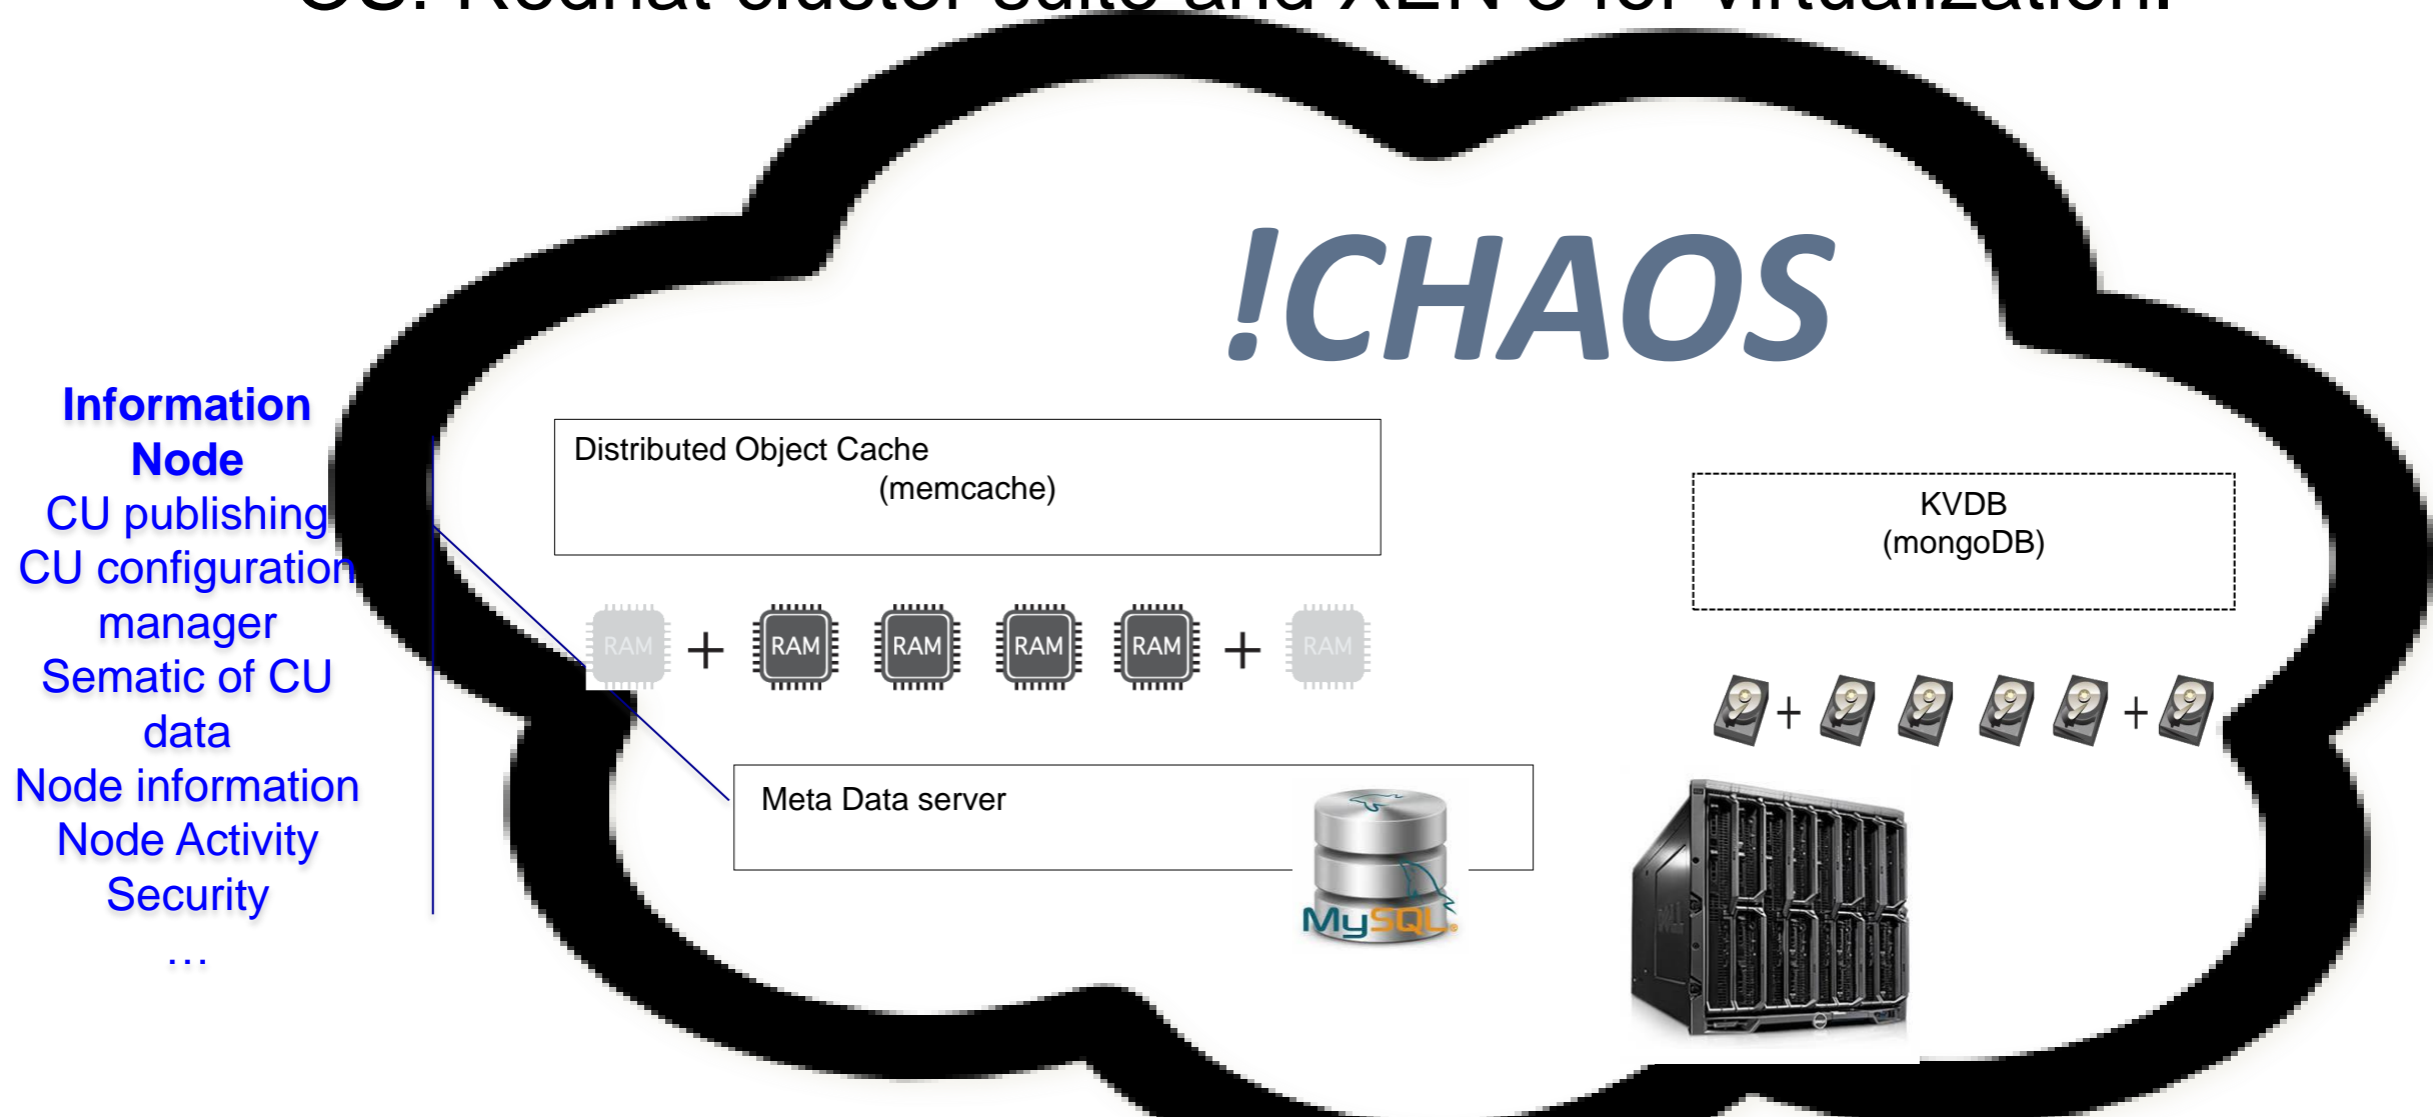 !CHAOS
Information
Node
CU publishing
CU configuration
manager
Sematic of CU
data
Node information
Node Activity
Security
…
Distributed Object Cache
(memcache)
KVDB
(mongoDB)
RAM + RAM RAM RAM RAM + RAM
+ +
Meta Data server
MySQL®
DELL